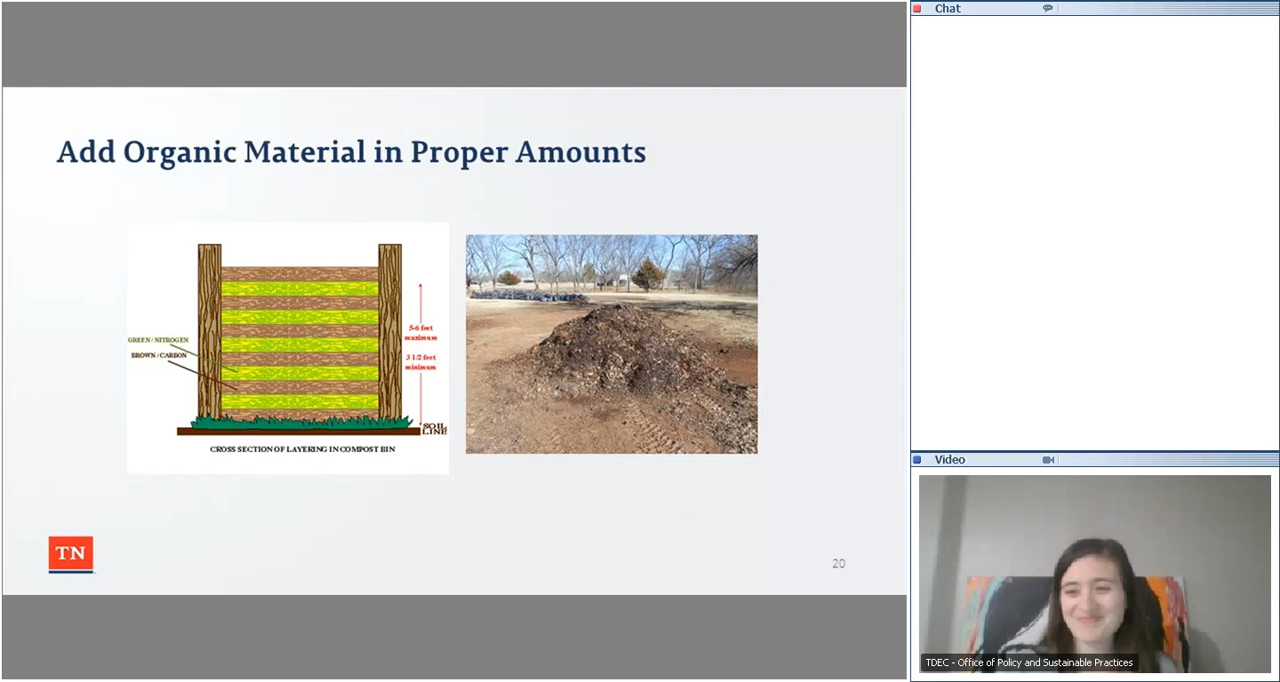 Add Organic Material in Proper Amounts
GREEN / NITROGEN
BROWN / CARBON
5-6 feet
maximum
3 1/2 feet
minimum
SOIL
LINE
CROSS SECTION OF LAYERING IN COMPOST BIN
TN
20
Chat
Video
TDEC - Office of Policy and Sustainable Practices